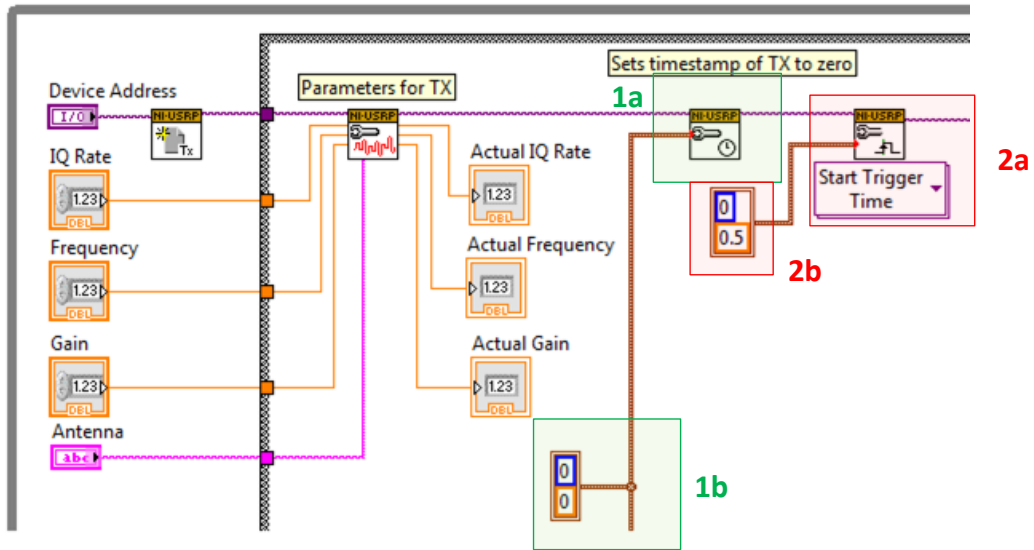 Sets timestamp of TX to zero
Parameters for TX
1a
Device Address
I/O
NI-USRP
Tx
NI-USRP
NI-USRP
NI-USRP
2a
IQ Rate
1.23
DBL
Actual IQ Rate
1.23
DBL
Start Trigger
Time
0
0.5
2b
Frequency
1.23
DBL
Actual Frequency
1.23
DBL
Gain
1.23
DBL
Actual Gain
1.23
DBL
Antenna
abc
0
0
1b